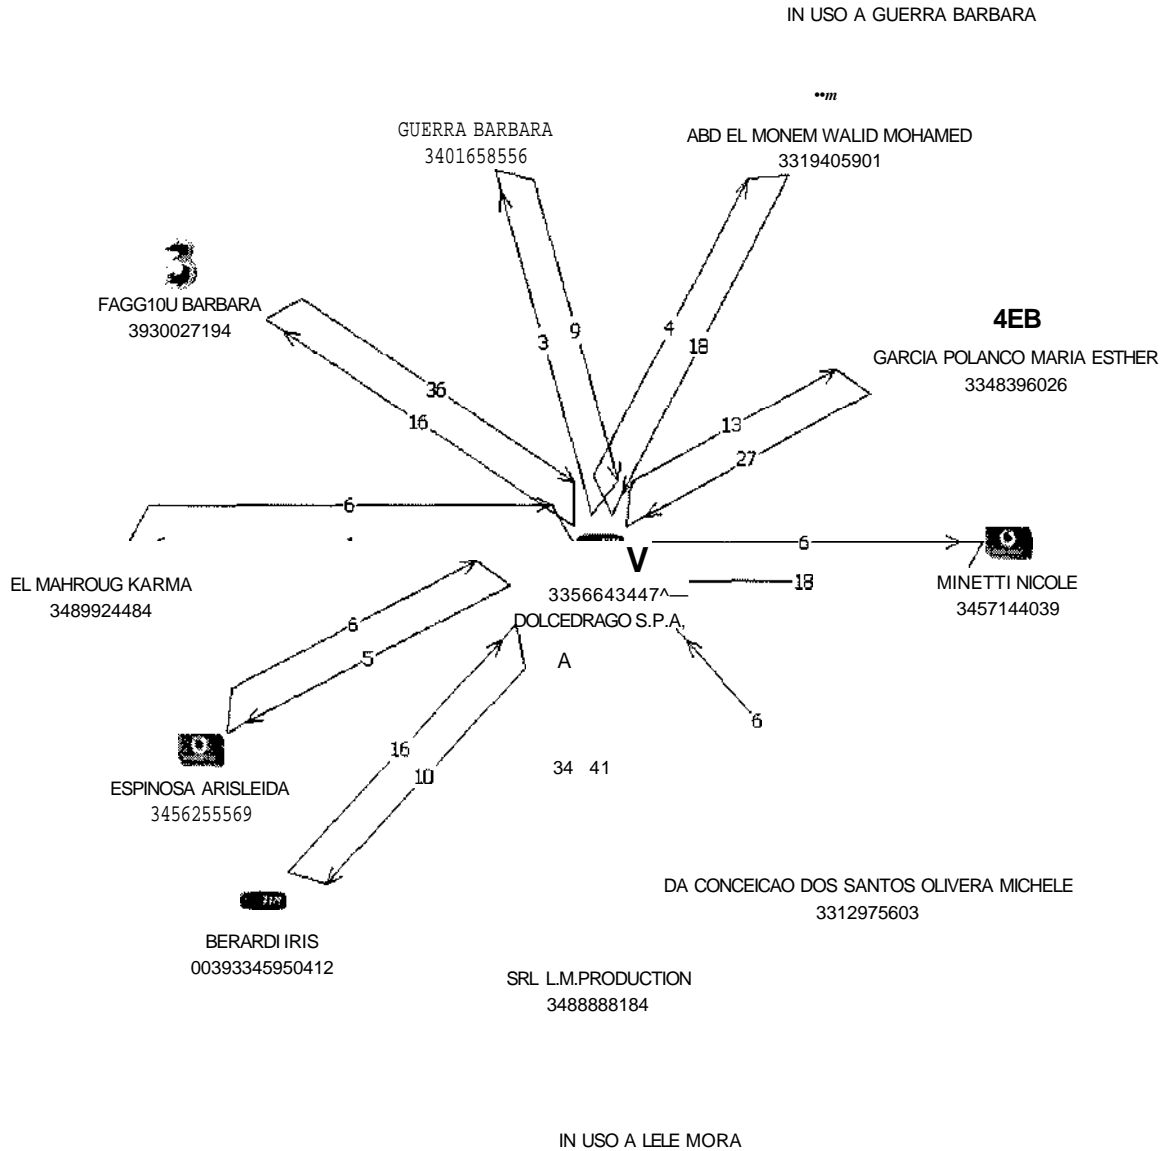 IN USO A GUERRA BARBARA
••m
GUERRA BARBARA
3401658556
ABD EL MONEM WALID MOHAMED
3319405901
3
FAGG10U BARBARA
3930027194
4EB
GARCIA POLANCO MARIA ESTHER
3348396026
3
9
4
18
36
16
13
27
6
6
V
EL MAHROUG KARMA
3489924484
3356643447^—
DOLCEDRAGO S.P.A,
A
18
MINETTI NICOLE
3457144039
6
5
6
ESPINOSA ARISLEIDA
3456255569
16
10
34 41
BERARDI IRIS
00393345950412
DA CONCEICAO DOS SANTOS OLIVERA MICHELE
3312975603
SRL L.M.PRODUCTION
3488888184
IN USO A LELE MORA